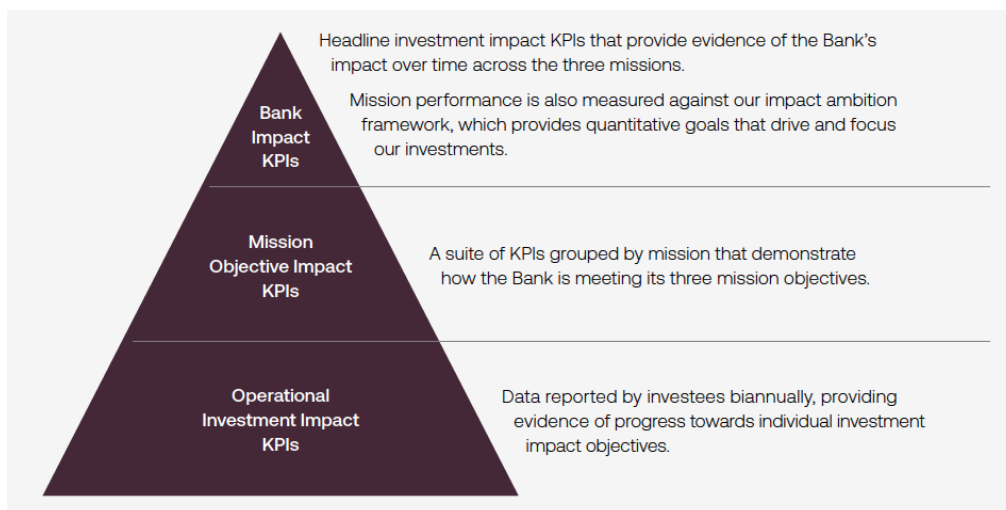 Headline investment impact KPIs that provide evidence of the Bank’s
impact over time across the three missions.
Bank
Impact
KPIs
Mission performance is also measured against our impact ambition
framework, which provides quantitative goals that drive and focus
our investments.
Mission
Objective Impact
KPIs
A suite of KPIs grouped by mission that demonstrate
how the Bank is meeting its three mission objectives.
Operational
Investment Impact
KPIs
Data reported by investees biannually, providing
evidence of progress towards individual investment
impact objectives.